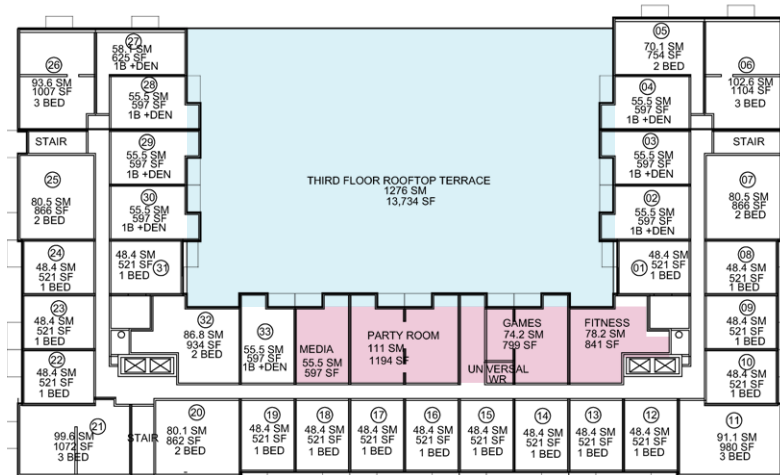 26
93.6 SM
1007 SF
3 BED
27
58.1 SM
625 SF
1B +DEN
28
55.5 SM
597 SF
1B +DEN
STAIR
29
55.5 SM
597 SF
1B +DEN
25
80.5 SM
866 SF
2 BED
30
55.5 SM
597 SF
1B +DEN
24
48.4 SM
521 SF
1 BED
48.4 SM
521 SF 31
1 BED
23
48.4 SM
521 SF
1 BED
22
48.4 SM
521 SF
1 BED
THIRD FLOOR ROOFTOP TERRACE
1276 SM
13,734 SF
05
70.1 SM
754 SF
2 BED
06
102.6 SM
1104 SF
3 BED
04
55.5 SM
597 SF
1B +DEN
03
55.5 SM
597 SF
1B +DEN
STAIR
02
55.5 SM
597 SF
1B +DEN
07
80.5 SM
866 SF
2 BED
48.4 SM
01 521 SF
1 BED
08
48.4 SM
521 SF
1 BED
09
48.4 SM
521 SF
1 BED
10
48.4 SM
521 SF
1 BED
32
86.8 SM
934 SF
2 BED
33
55.5 SM
597 SF
1B +DEN
MEDIA
55.5 SM
597 SF
PARTY ROOM
111 SM
1194 SF
GAMES
74.2 SM
799 SF
UNIVERSAL
WR
FITNESS
78.2 SM
841 SF
21
99.6 SM
1072 SF
3 BED
STAIR
20
80.1 SM
862 SF
2 BED
19
48.4 SM
521 SF
1 BED
18
48.4 SM
521 SF
1 BED
17
48.4 SM
521 SF
1 BED
16
48.4 SM
521 SF
1 BED
15
48.4 SM
521 SF
1 BED
14
48.4 SM
521 SF
1 BED
13
48.4 SM
521 SF
1 BED
12
48.4 SM
521 SF
1 BED
11
91.1 SM
980 SF
3 BED